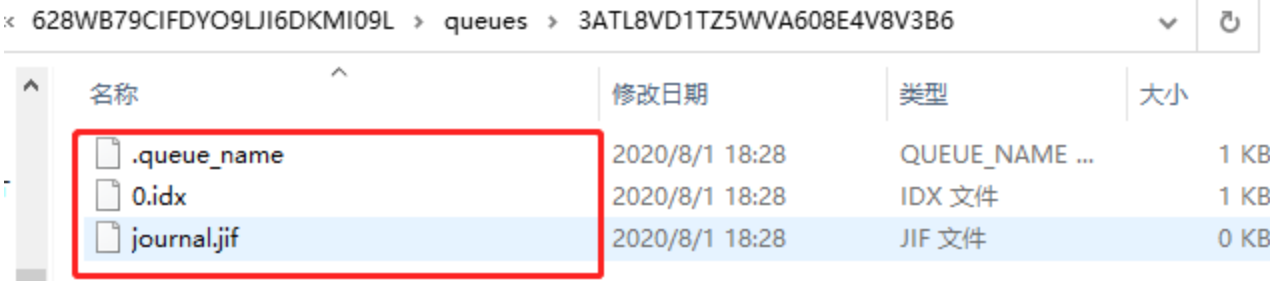 628WB79CIFDYO9LJI6DKMI09L > queues > 3ATL8VD1TZ5WVA608E4V8V3B6
名称 修改日期 类型 大小
.queue_name 2020/8/1 18:28 QUEUE_NAME ... 1 KB
0.idx 2020/8/1 18:28 IDX 文件 1 KB
journal.jif 2020/8/1 18:28 JIF 文件 0 KB